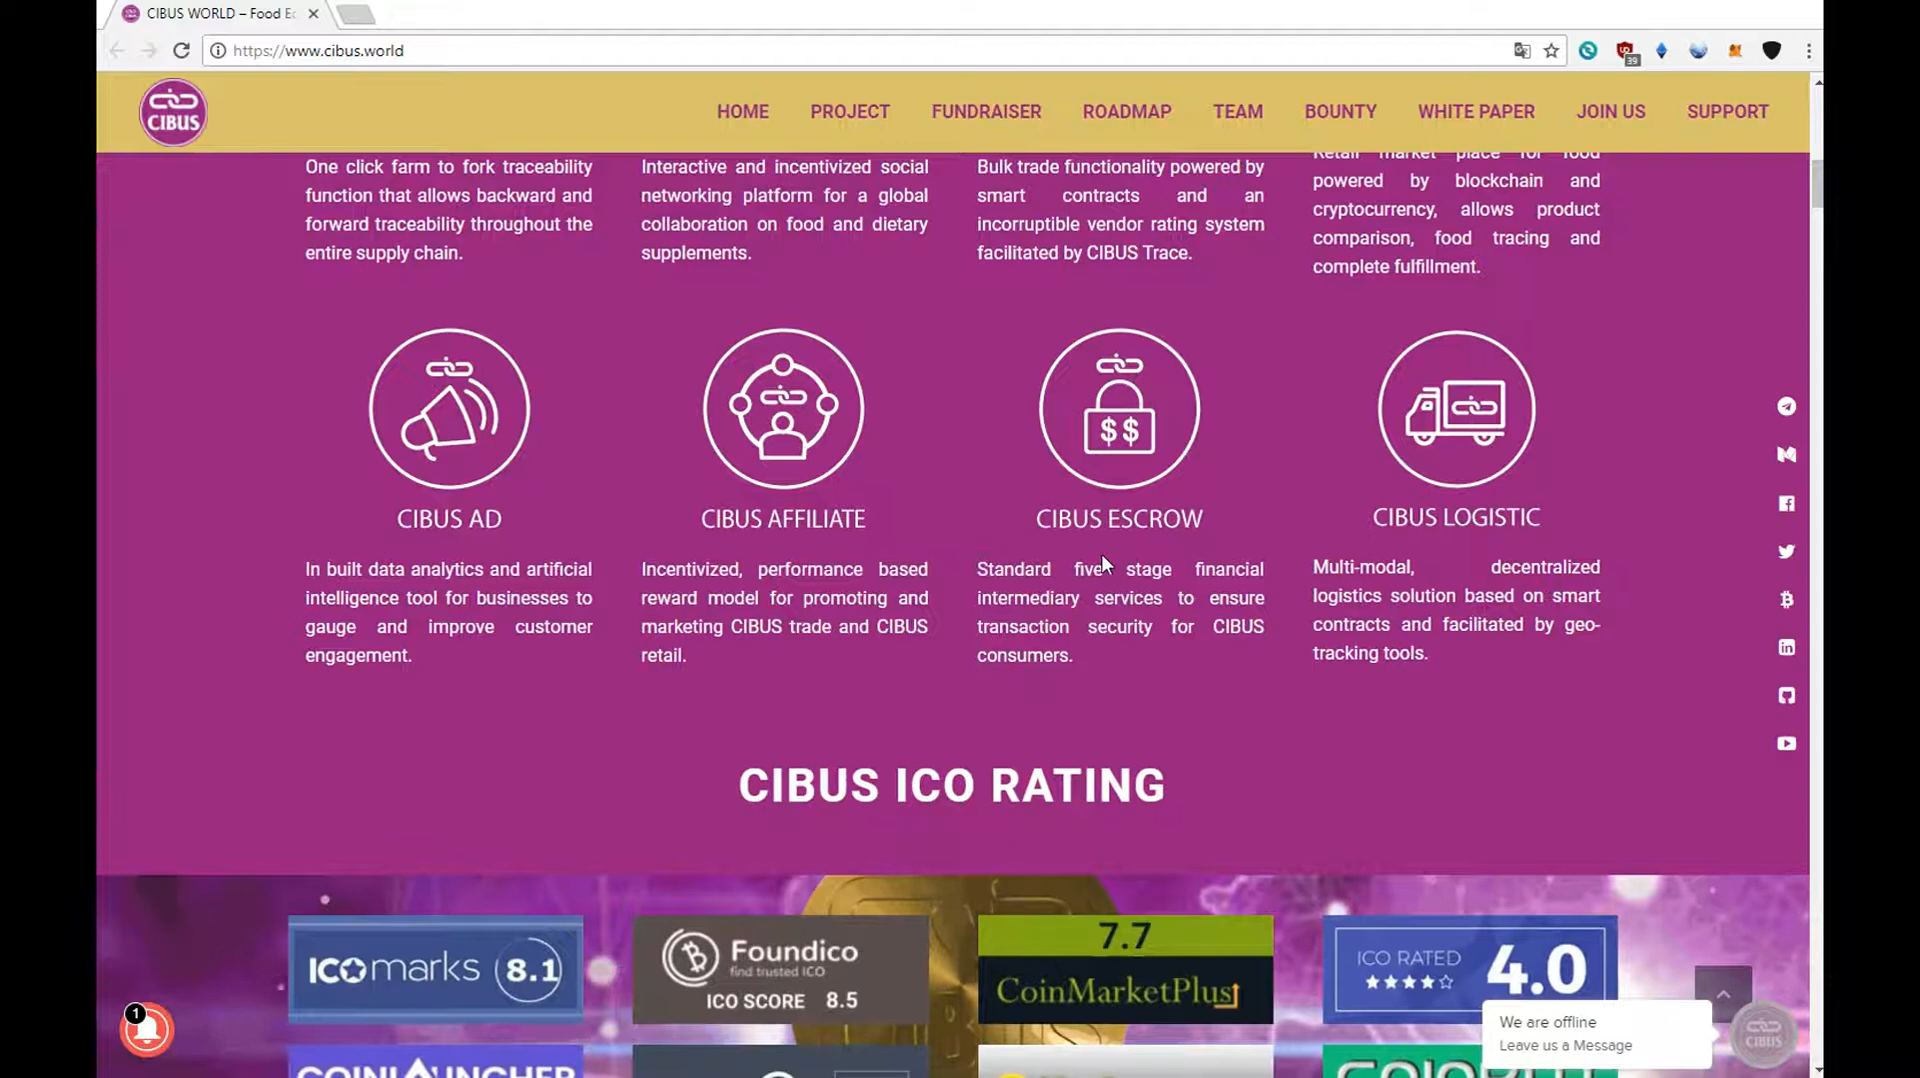 CIBUS WORLD – Food Ec
https://www.cibus.world
39
CIBUS
HOME PROJECT FUNDRAISER ROADMAP TEAM BOUNTY WHITE PAPER JOIN US SUPPORT
One click farm to fork traceability
function that allows backward and
forward traceability throughout the
entire supply chain.
Interactive and incentivized social
networking platform for a global
collaboration on food and dietary
supplements.
Bulk trade functionality powered by
smart contracts and an
incorruptible vendor rating system
facilitated by CIBUS Trace.
Retail market place for food
powered by blockchain and
cryptocurrency, allows product
comparison, food tracing and
complete fulfillment.
$$
CIBUS AD
In built data analytics and artificial
intelligence tool for businesses to
gauge and improve customer
engagement.
CIBUS AFFILIATE
Incentivized, performance based
reward model for promoting and
marketing CIBUS trade and CIBUS
retail.
CIBUS ESCROW
Standard five stage financial
intermediary services to ensure
transaction security for CIBUS
consumers.
CIBUS LOGISTIC
Multi-modal, decentralized
logistics solution based on smart
contracts and facilitated by geo-
tracking tools.
CIBUS ICO RATING
ICOmarks 8.1
Foundico
find trusted ICO
ICO SCORE 8.5
7.7
CoinMarketPlus
ICO RATED 4.0
COINLAUNCHER
1
We are offline
Leave us a Message
CIBUS